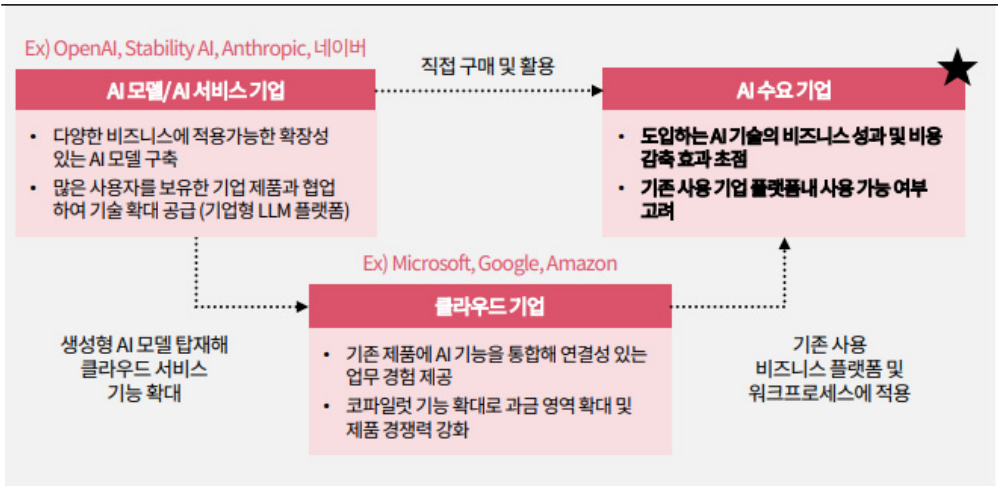 Ex) OpenAI, Stability AI, Anthropic, 네이버
AI 모델/AI 서비스 기업
• 다양한 비즈니스에 적용가능한 확장성
있는 AI 모델 구축
• 많은 사용자를 보유한 기업 제품과 협업
하여 기술 확대 공급 (기업형 LLM 플랫폼)
직접 구매 및 활용
AI 수요 기업
• 도입하는 AI 기술의 비즈니스 성과 및 비용
감축 효과 초점
• 기존 사용 기업 플랫폼내 사용 가능 여부
고려
Ex) Microsoft, Google, Amazon
클라우드 기업
• 기존 제품에 AI 기능을 통합해 연결성 있는
업무 경험 제공
• 코파일럿 기능 확대로 과금 영역 확대 및
제품 경쟁력 강화
생성형 AI 모델 탑재해
클라우드 서비스
기능 확대
기존 사용
비즈니스 플랫폼 및
워크프로세스에 적용